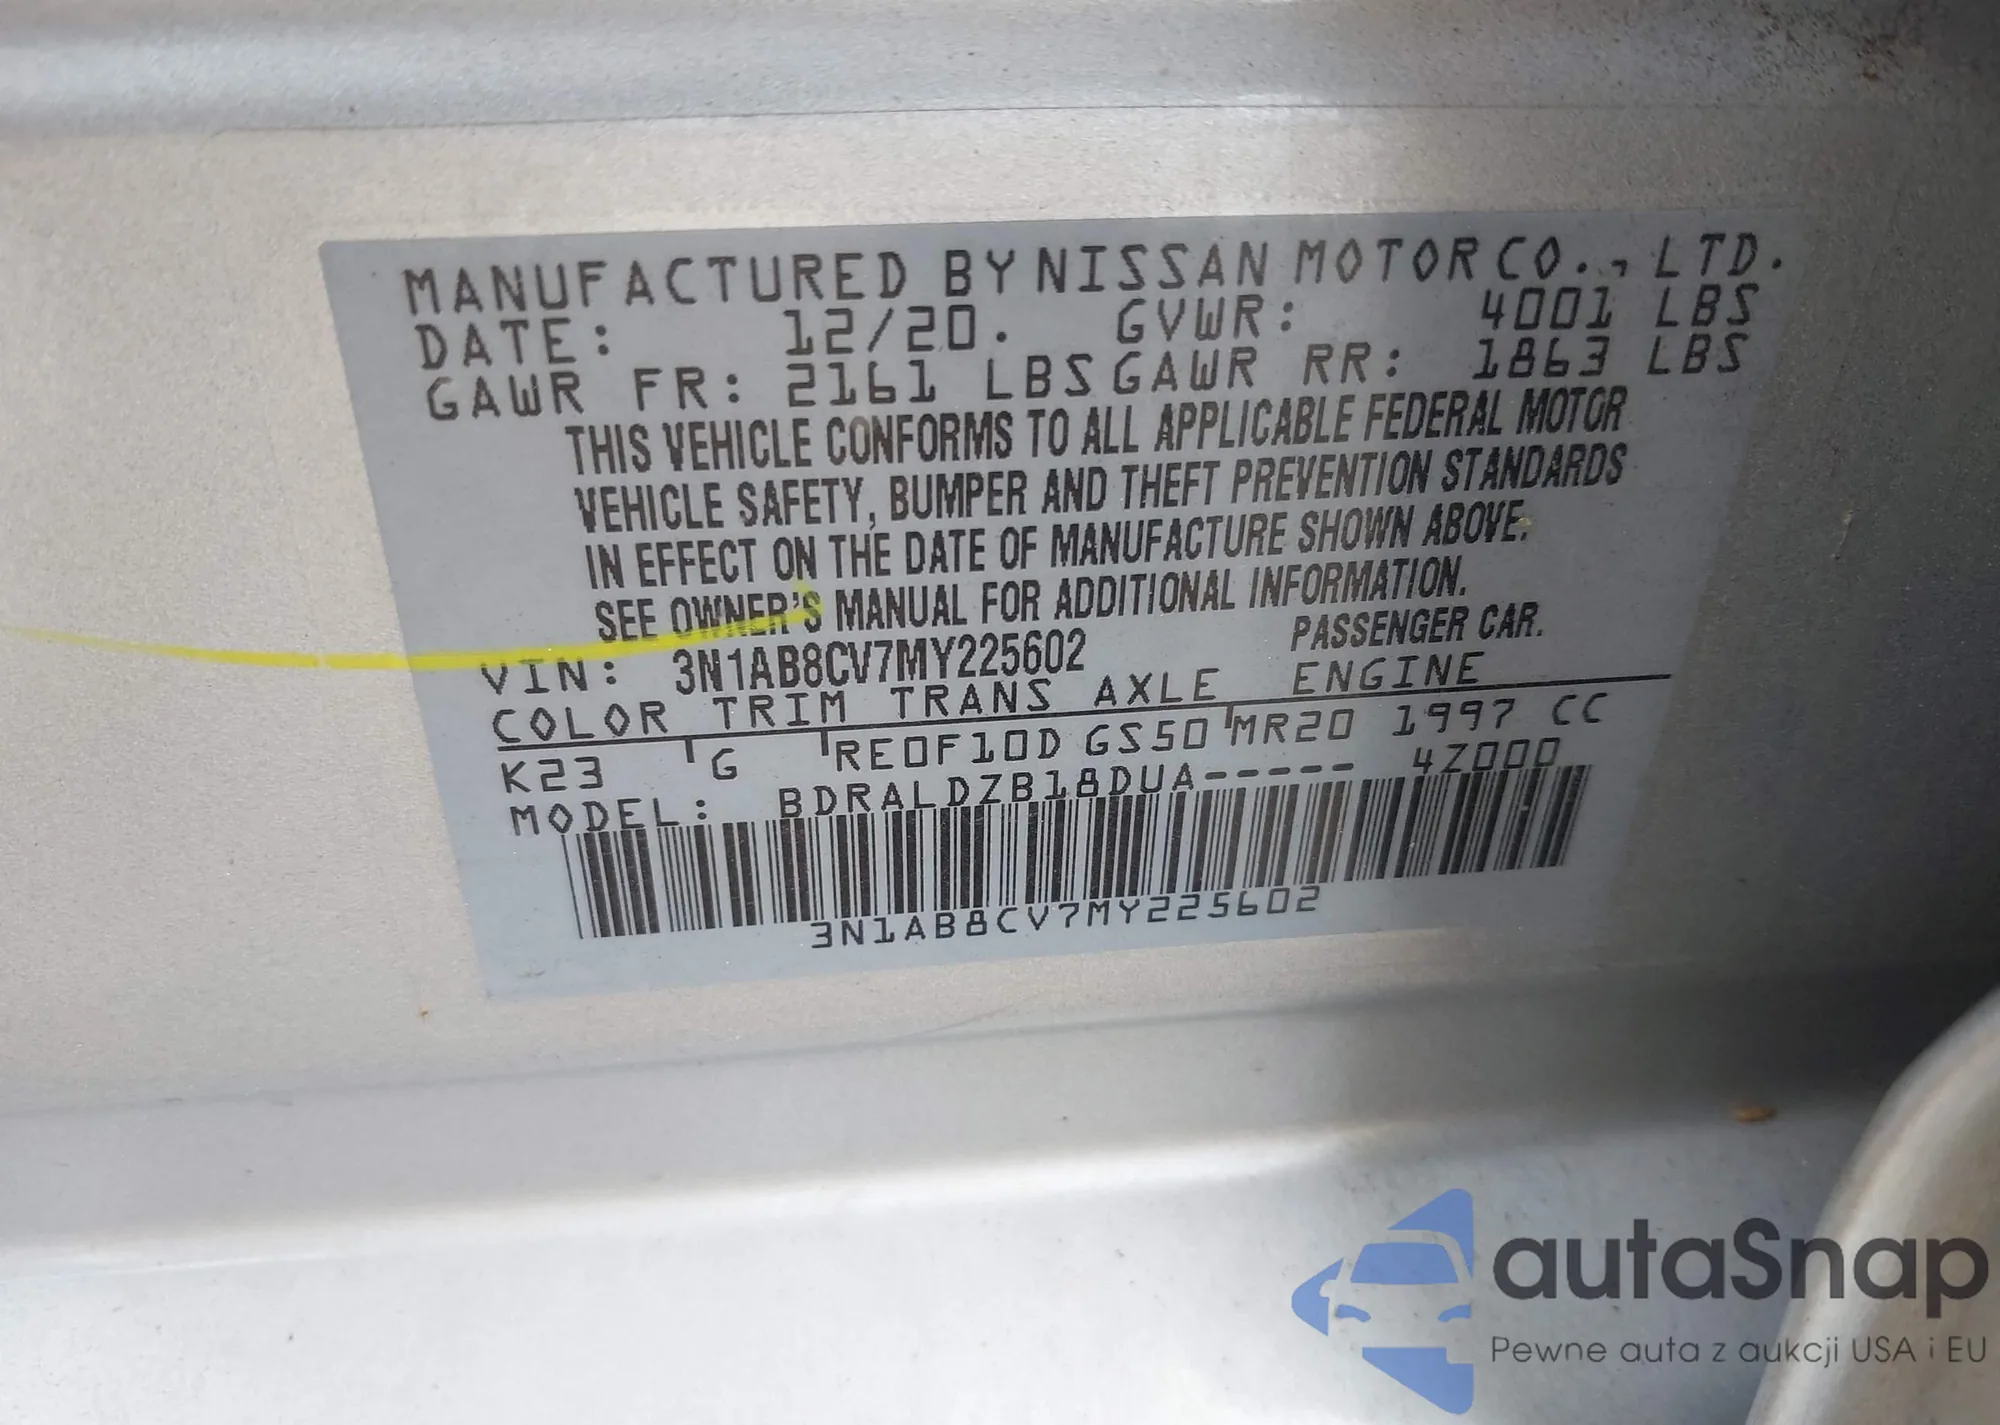 MANUFACTURED BY NISSAN MOTOR CO., LTD.
DATE: 12/20. GVWR: 4001 LBS
GAWR FR: 2161 LBS GAWR RR: 1863 LBS
THIS VEHICLE CONFORMS TO ALL APPLICABLE FEDERAL MOTOR
VEHICLE SAFETY, BUMPER AND THEFT PREVENTION STANDARDS
IN EFFECT ON THE DATE OF MANUFACTURE SHOWN ABOVE.
SEE OWNER'S MANUAL FOR ADDITIONAL INFORMATION.
VIN: 3N1AB8CV7MY225602 PASSENGER CAR.
COLOR TRIM TRANS AXLE ENGINE
K23 G RE0F10D GS50 MR20 1997 CC
MODEL: BDRALDZB18DUA----- 4Z000
3N1AB8CV7MY225602
autaSnap
Pewne auta z aukcji USA i EU